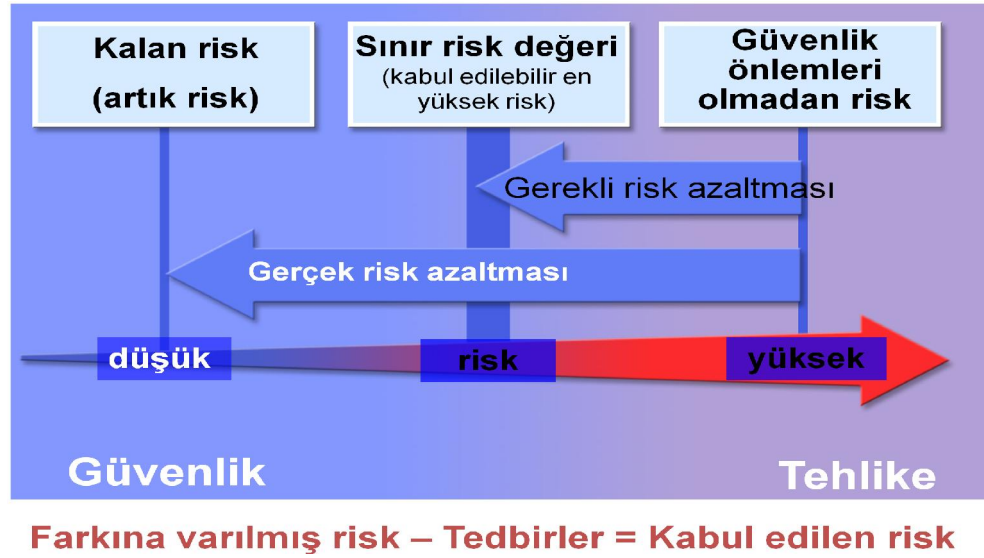 Kalan risk
(artık risk)
Sınır risk değeri
(kabul edilebilir en
yüksek risk)
Güvenlik
önlemleri
olmadan risk
Gerekli risk azaltması
Gerçek risk azaltması
düşük
risk
yüksek
Güvenlik
Tehlike
Farkına varılmış risk – Tedbirler = Kabul edilen risk